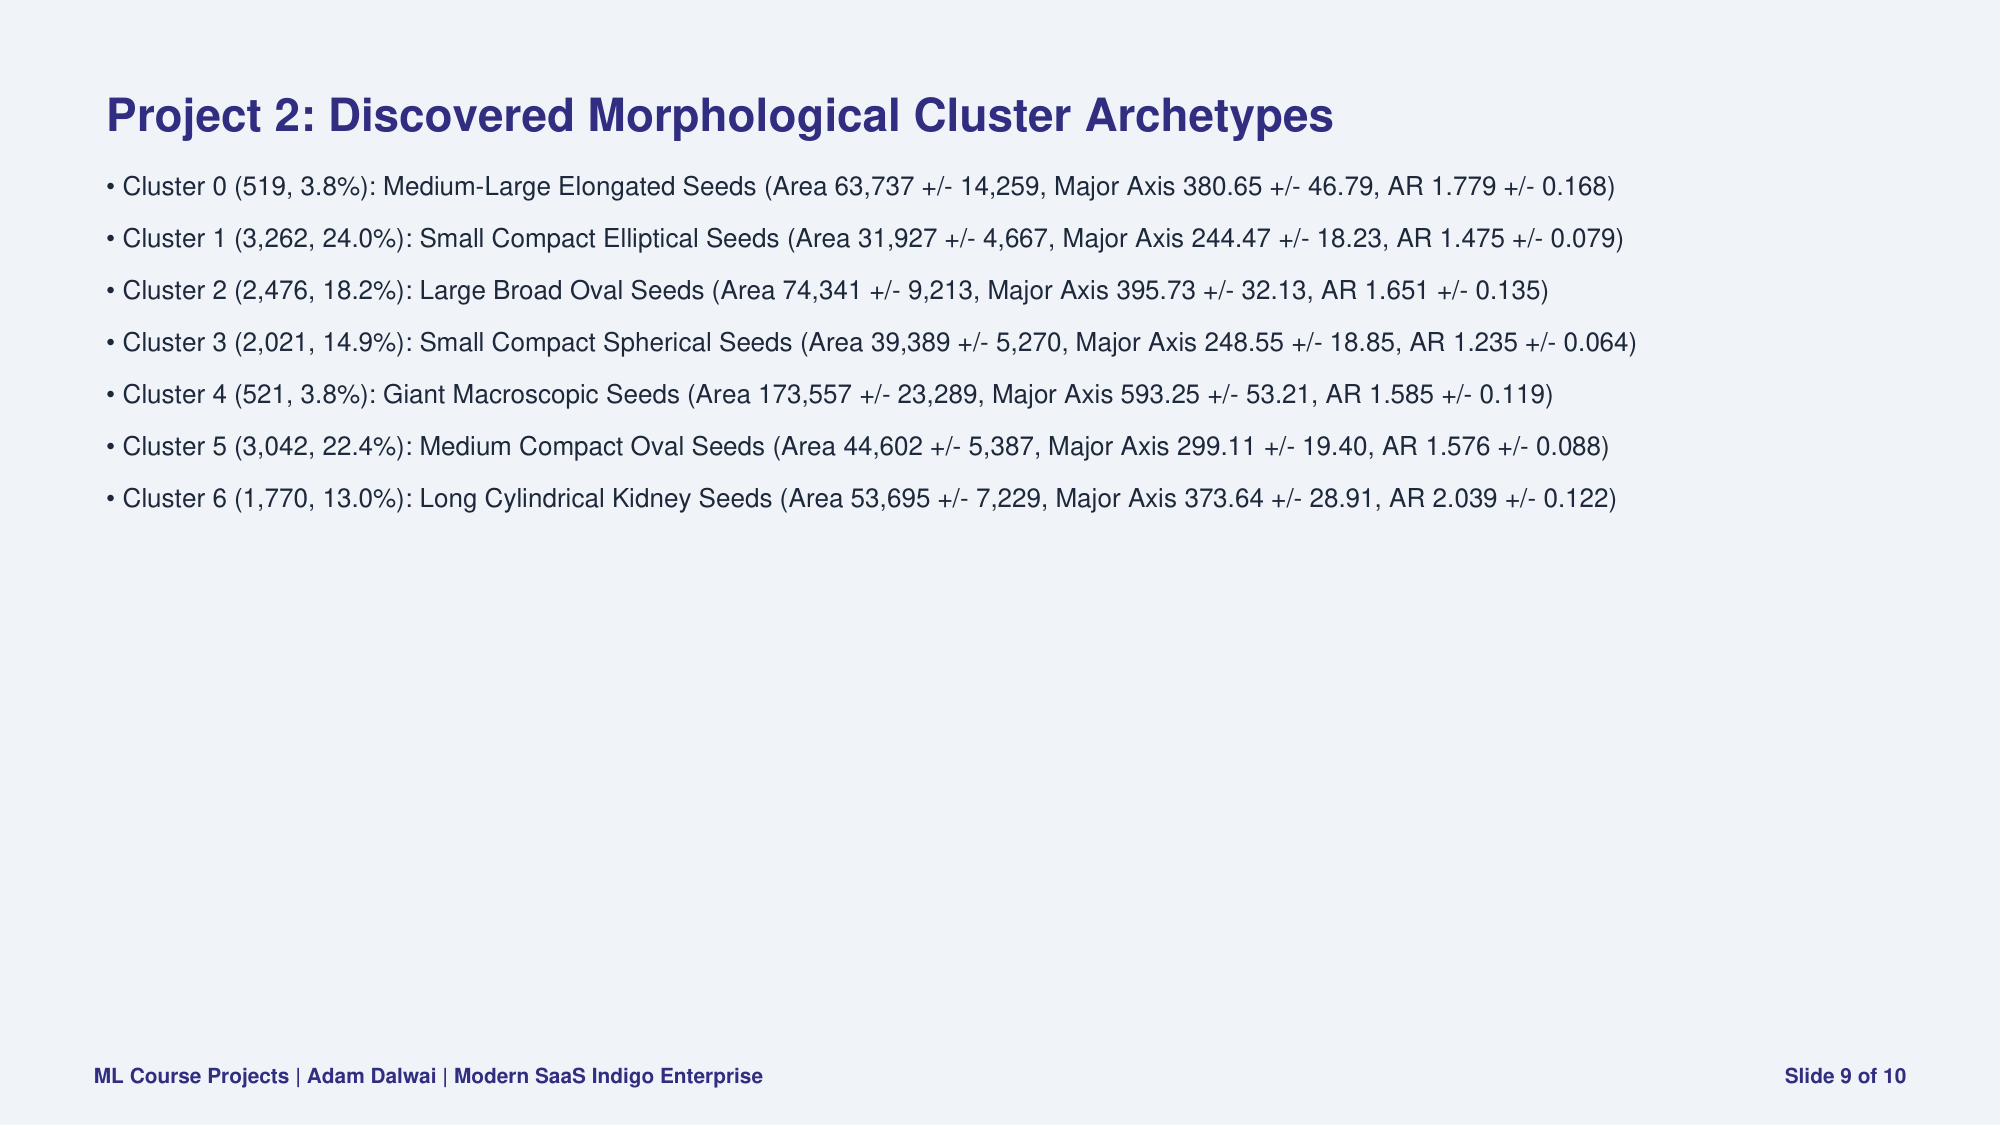 Project 2: Discovered Morphological Cluster Archetypes
• Cluster 0 (519, 3.8%): Medium-Large Elongated Seeds (Area 63,737 +/- 14,259, Major Axis 380.65 +/- 46.79, AR 1.779 +/- 0.168)
• Cluster 1 (3,262, 24.0%): Small Compact Elliptical Seeds (Area 31,927 +/- 4,667, Major Axis 244.47 +/- 18.23, AR 1.475 +/- 0.079)
• Cluster 2 (2,476, 18.2%): Large Broad Oval Seeds (Area 74,341 +/- 9,213, Major Axis 395.73 +/- 32.13, AR 1.651 +/- 0.135)
• Cluster 3 (2,021, 14.9%): Small Compact Spherical Seeds (Area 39,389 +/- 5,270, Major Axis 248.55 +/- 18.85, AR 1.235 +/- 0.064)
• Cluster 4 (521, 3.8%): Giant Macroscopic Seeds (Area 173,557 +/- 23,289, Major Axis 593.25 +/- 53.21, AR 1.585 +/- 0.119)
• Cluster 5 (3,042, 22.4%): Medium Compact Oval Seeds (Area 44,602 +/- 5,387, Major Axis 299.11 +/- 19.40, AR 1.576 +/- 0.088)
• Cluster 6 (1,770, 13.0%): Long Cylindrical Kidney Seeds (Area 53,695 +/- 7,229, Major Axis 373.64 +/- 28.91, AR 2.039 +/- 0.122)
ML Course Projects | Adam Dalwai | Modern SaaS Indigo Enterprise
Slide 9 of 10